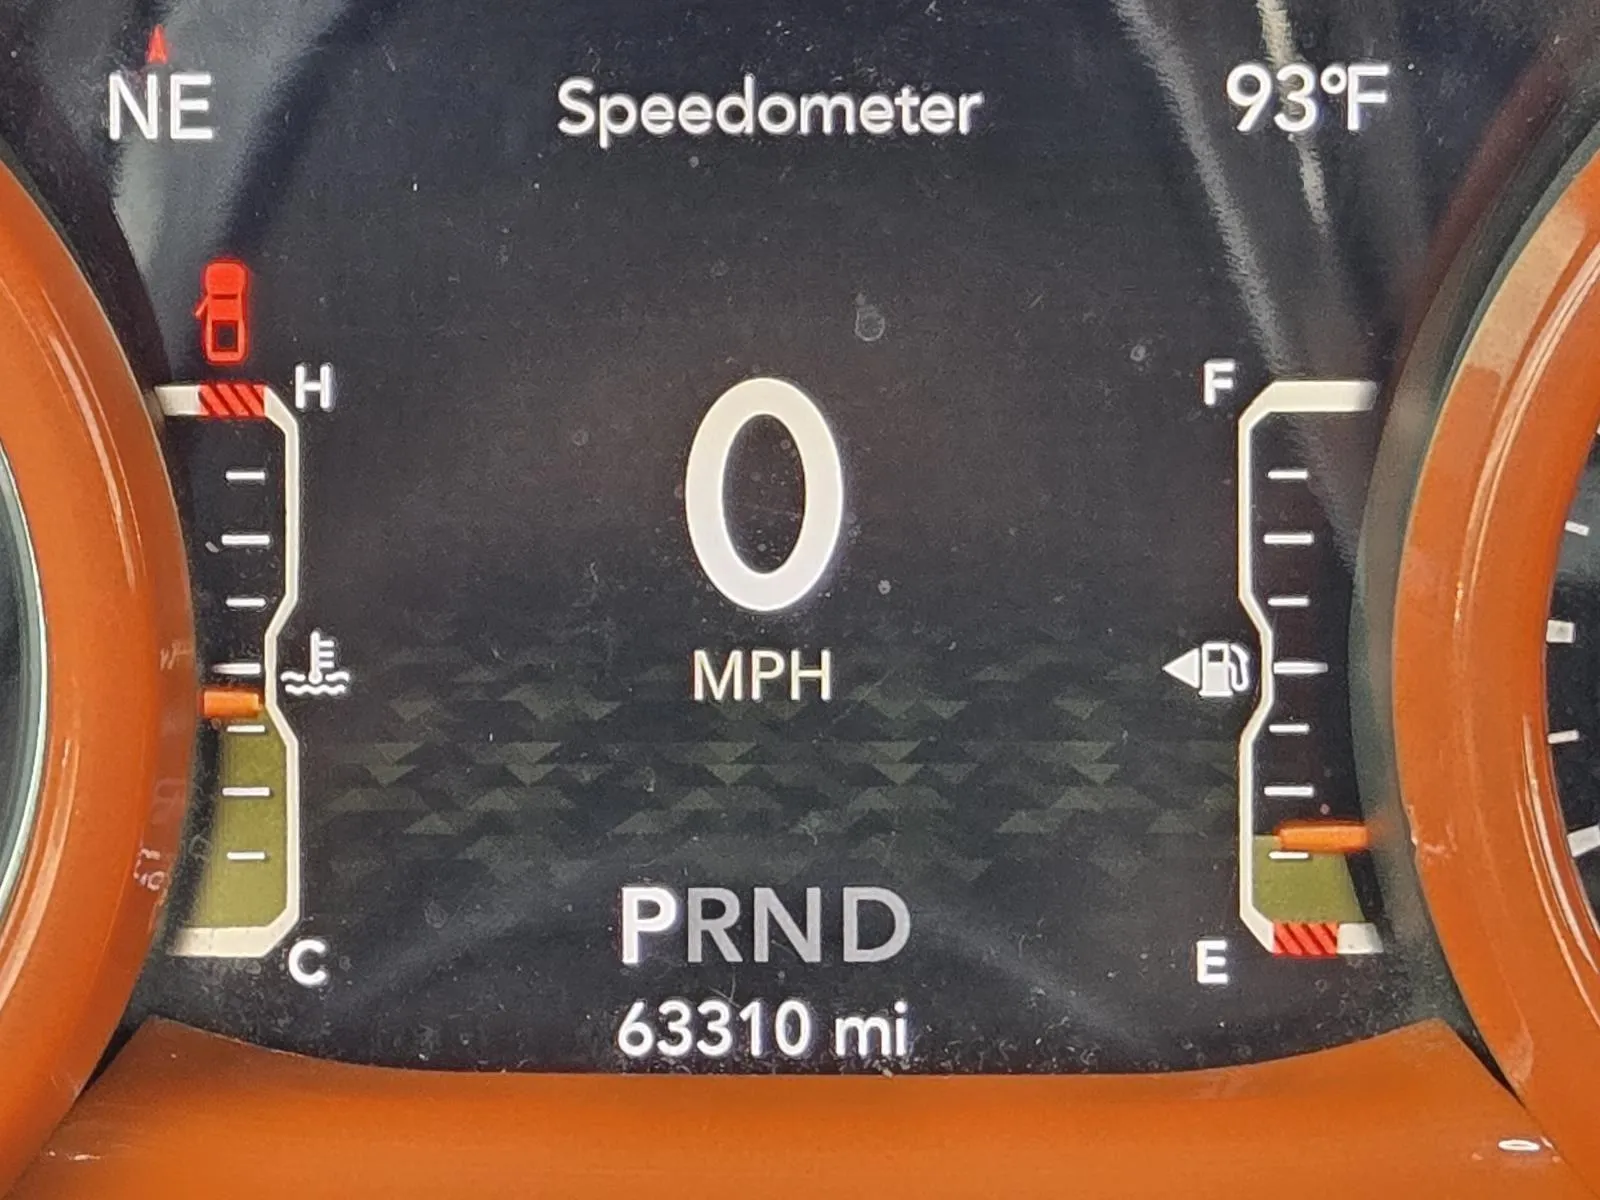 NE
Speedometer
93°F
H
F
0
MPH
C
E
PRND
63310 mi